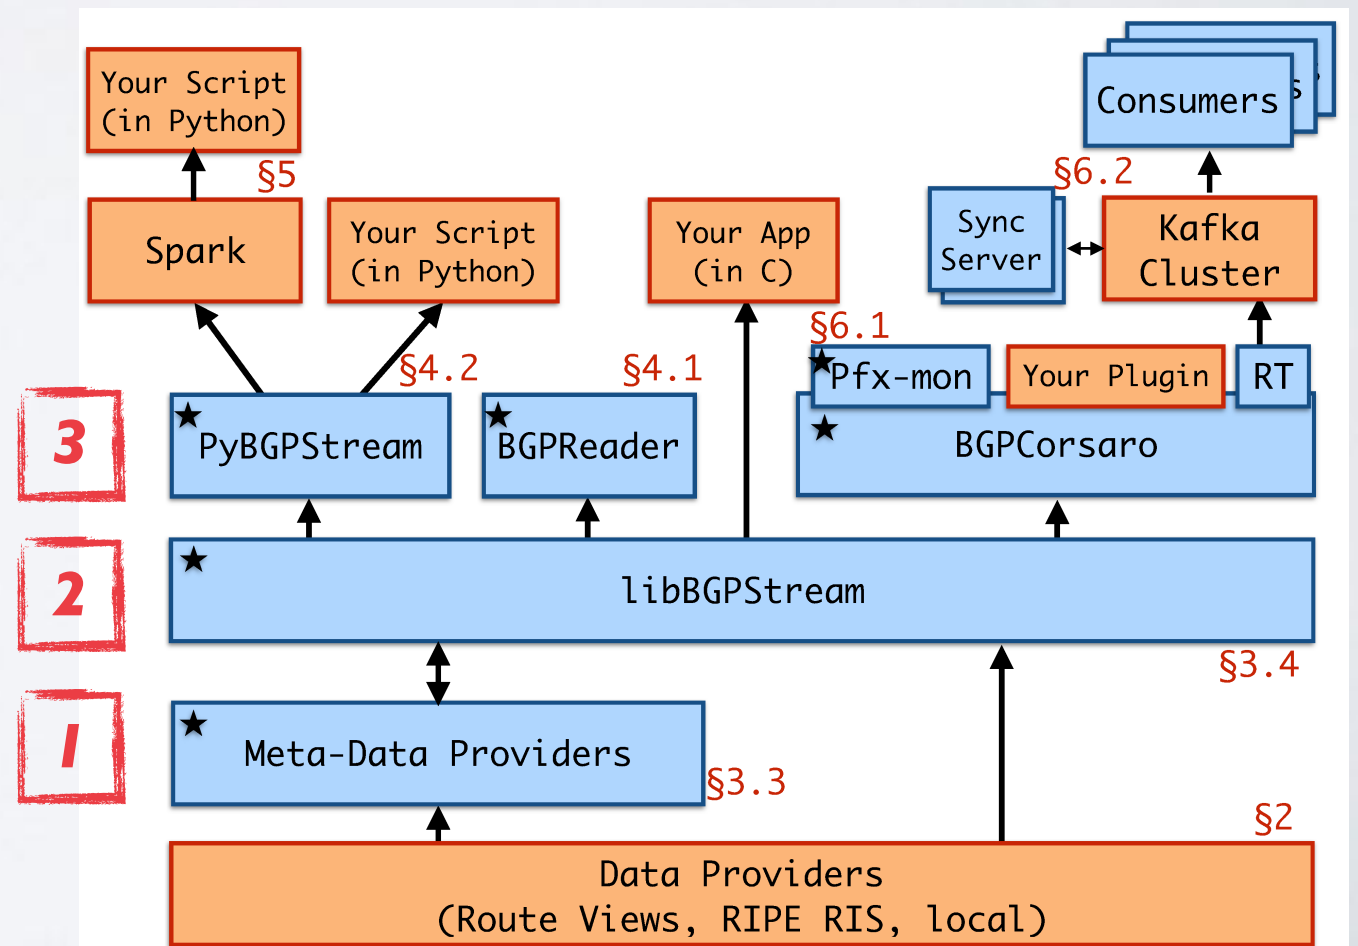 Your Script
(in Python)
§5
Spark
Your Script
(in Python)
§4.2
Your App
(in C)
§4.1
Consumers
s
s
§6.2
Sync
Server
Kafka
Cluster
§6.1
Pfx-mon
Your Plugin
RT
3
PyBGPStream
BGPReader
BGPCorsaro
2
libBGPStream
§3.4
1
Meta-Data Providers
§3.3
§2
Data Providers
(Route Views, RIPE RIS, local)